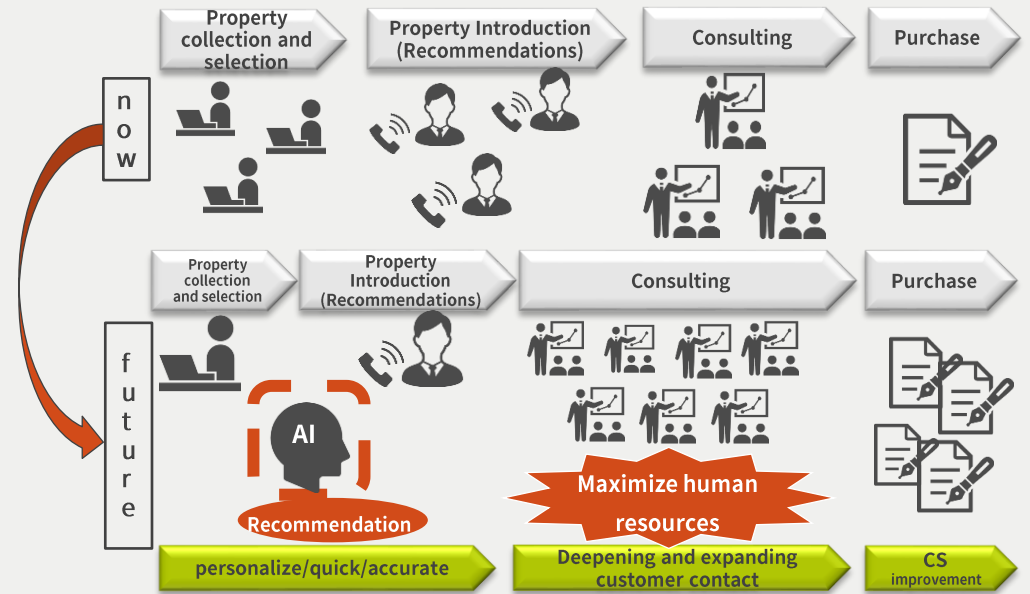 Property
collection and
selection
Property Introduction
(Recommendations)
Consulting
Purchase
n
o
w
Property
collection
and selection
Property
Introduction
(Recommendations)
Consulting
Purchase
f
u
t
u
r
e
AI
Recommendation
Maximize human
resources
personalize/quick/accurate
Deepening and expanding
customer contact
CS
improvement